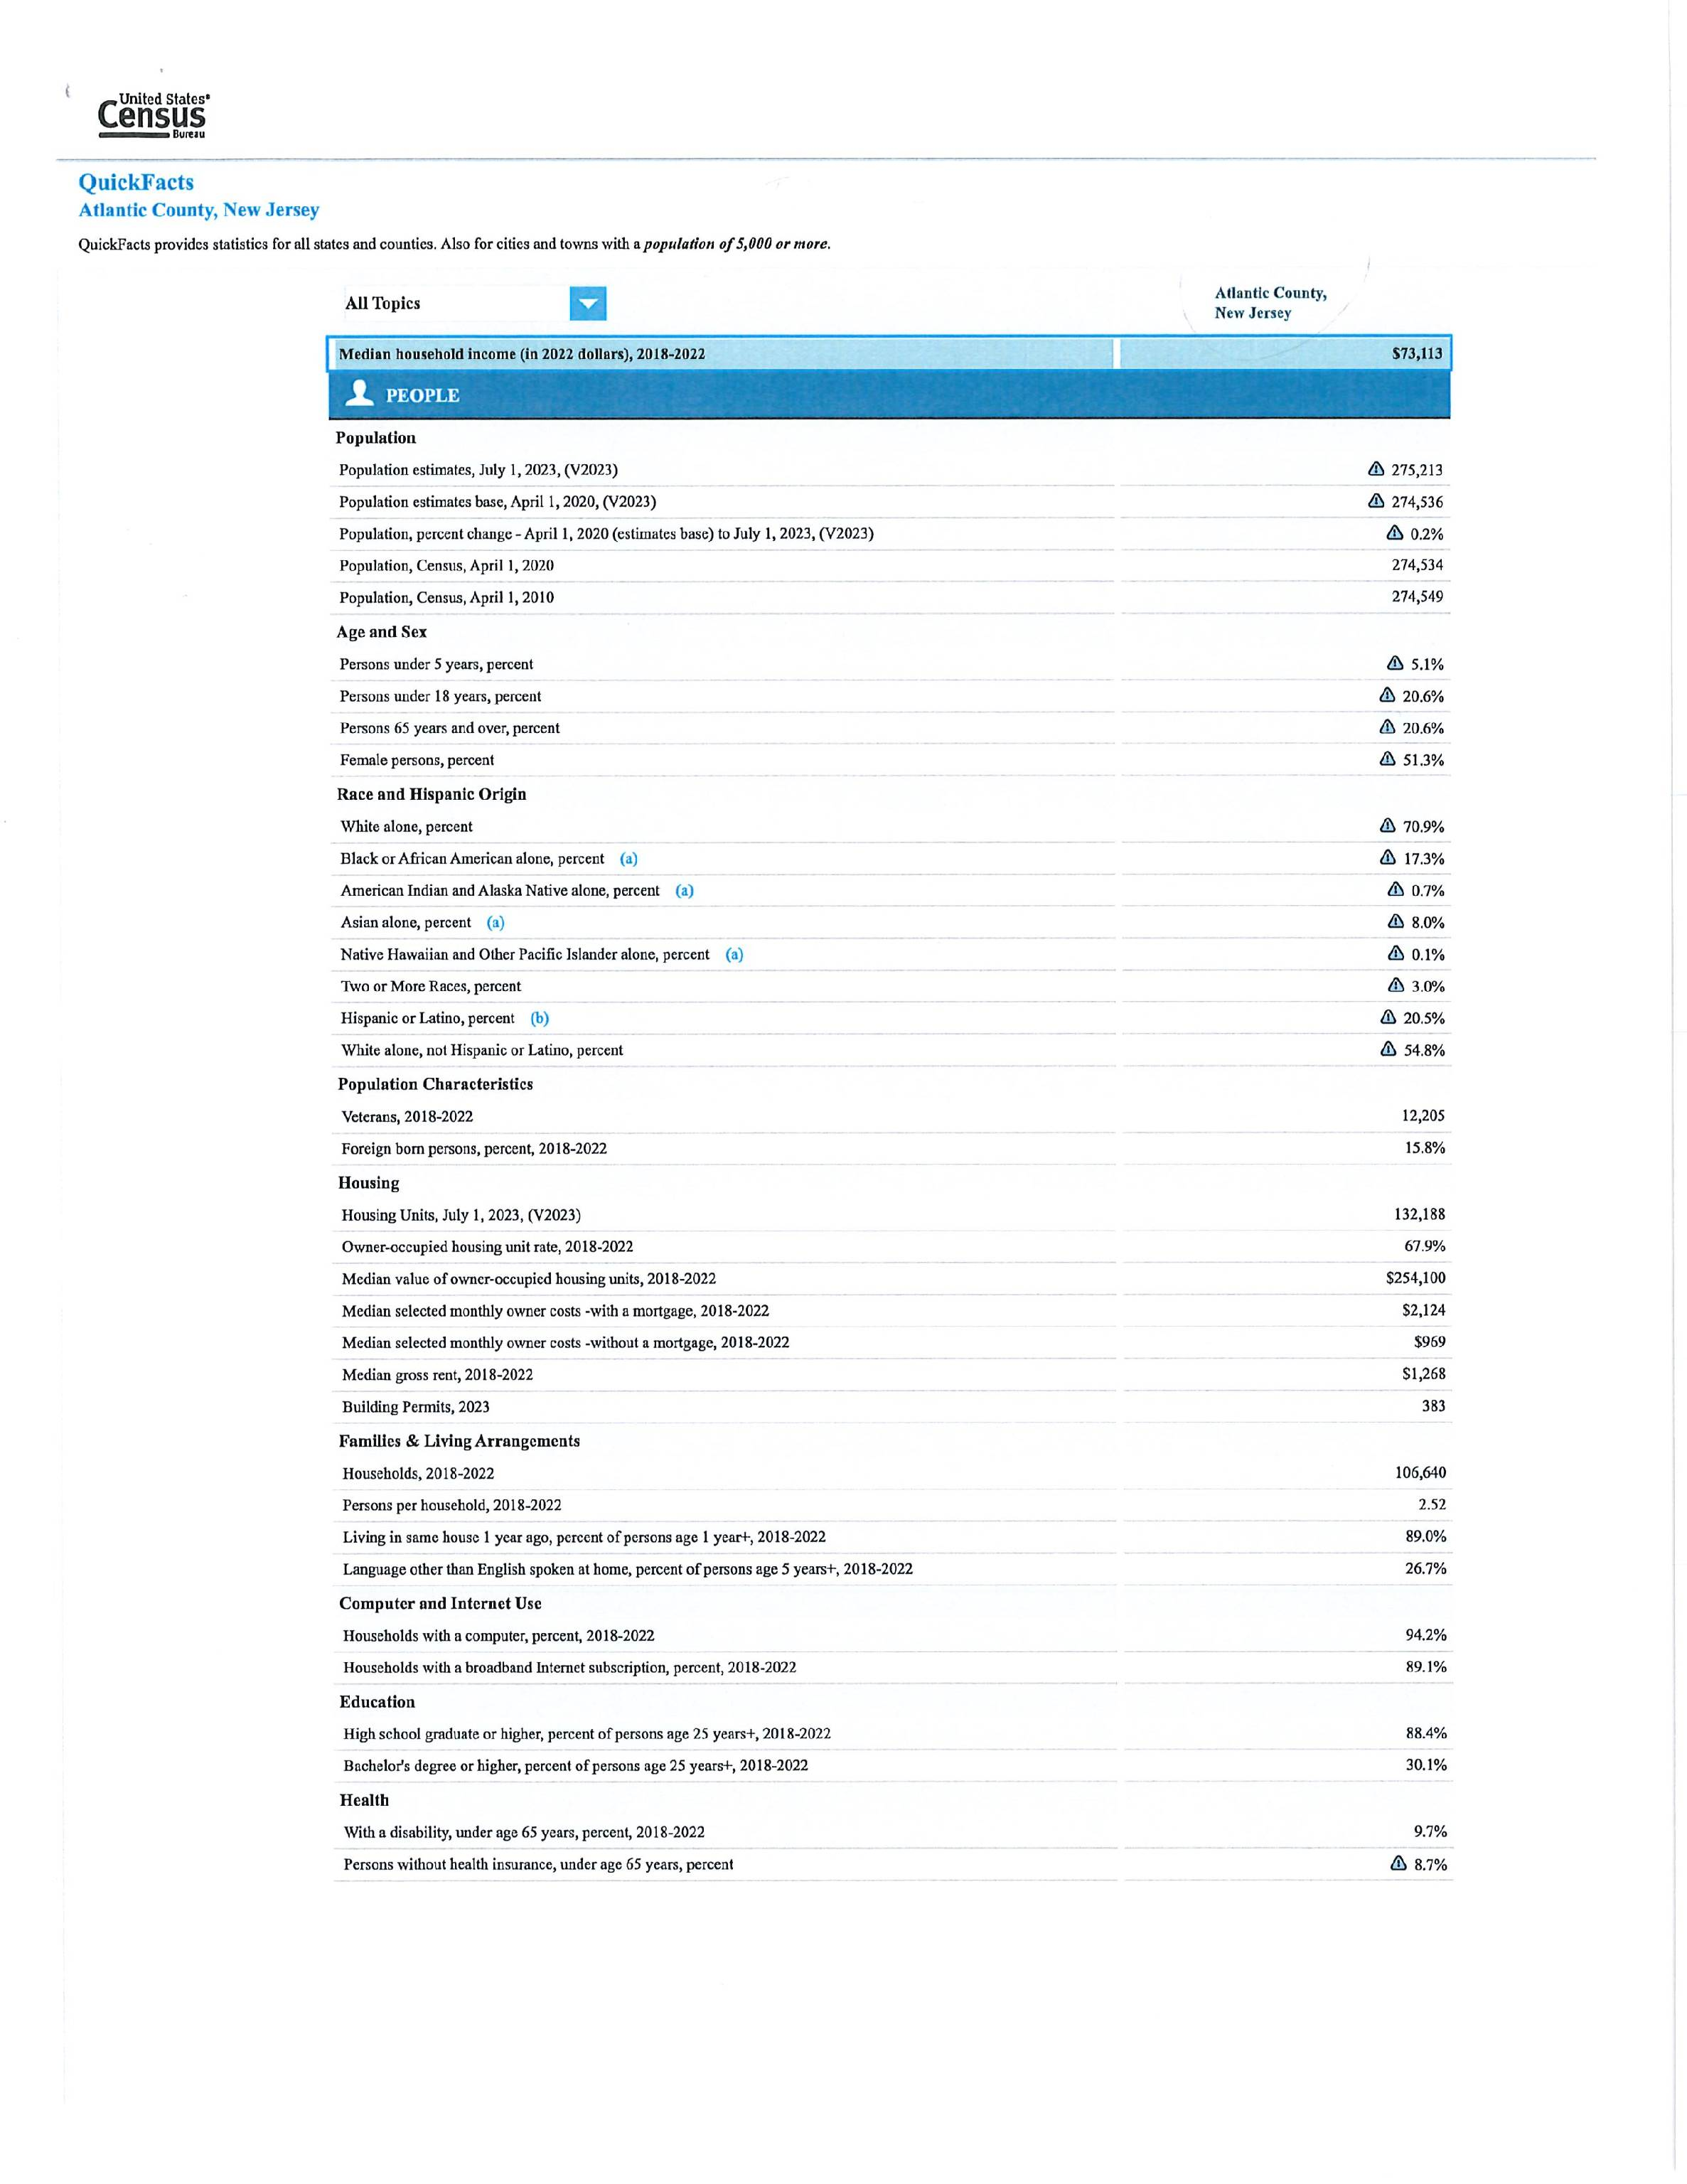 United States®
Census
Bureau
QuickFacts
Atlantic County, New Jersey
QuickFacts provides statistics for all states and counties. Also for cities and towns with a population of 5,000 or more.
All Topics
Atlantic County,
New Jersey
Median household income (in 2022 dollars), 2018-2022 $73,113
PEOPLE
Population
Population estimates, July 1, 2023, (V2023) 275,213
Population estimates base, April 1, 2020, (V2023) 274,536
Population, percent change - April 1, 2020 (estimates base) to July 1, 2023, (V2023) 0.2%
Population, Census, April 1, 2020 274,534
Population, Census, April 1, 2010 274,549
Age and Sex
Persons under 5 years, percent 5.1%
Persons under 18 years, percent 20.6%
Persons 65 years and over, percent 20.6%
Female persons, percent 51.3%
Race and Hispanic Origin
White alone, percent 70.9%
Black or African American alone, percent (a) 17.3%
American Indian and Alaska Native alone, percent (a) 0.7%
Asian alone, percent (a) 8.0%
Native Hawaiian and Other Pacific Islander alone, percent (a) 0.1%
Two or More Races, percent 3.0%
Hispanic or Latino, percent (b) 20.5%
White alone, not Hispanic or Latino, percent 54.8%
Population Characteristics
Veterans, 2018-2022 12,205
Foreign born persons, percent, 2018-2022 15.8%
Housing
Housing Units, July 1, 2023, (V2023) 132,188
Owner-occupied housing unit rate, 2018-2022 67.9%
Median value of owner-occupied housing units, 2018-2022 $254,100
Median selected monthly owner costs -with a mortgage, 2018-2022 $2,124
Median selected monthly owner costs -without a mortgage, 2018-2022 $969
Median gross rent, 2018-2022 $1,268
Building Permits, 2023 383
Families & Living Arrangements
Households, 2018-2022 106,640
Persons per household, 2018-2022 2.52
Living in same house 1 year ago, percent of persons age 1 year+, 2018-2022 89.0%
Language other than English spoken at home, percent of persons age 5 years+, 2018-2022 26.7%
Computer and Internet Use
Households with a computer, percent, 2018-2022 94.2%
Households with a broadband Internet subscription, percent, 2018-2022 89.1%
Education
High school graduate or higher, percent of persons age 25 years+, 2018-2022 88.4%
Bachelor's degree or higher, percent of persons age 25 years+, 2018-2022 30.1%
Health
With a disability, under age 65 years, percent, 2018-2022 9.7%
Persons without health insurance, under age 65 years, percent 8.7%